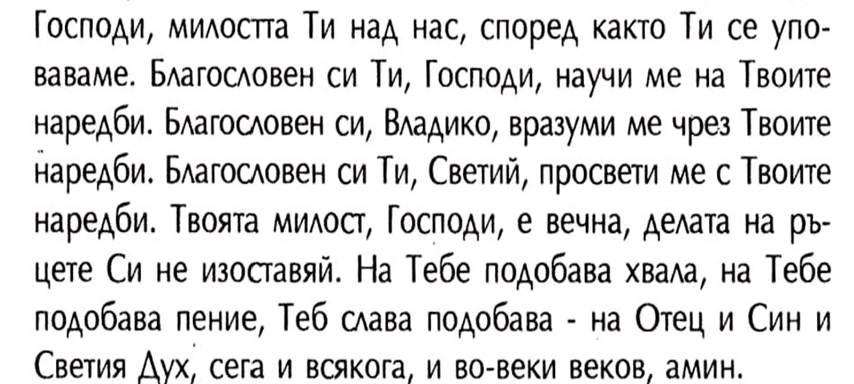 Господи, милостта Ти над нас, според както Ти се упо-
ваваме. Благословен си Ти, Господи, научи ме на Твоите
наредби. Благословен си, Владико, вразуми ме чрез Твоите
наредби. Благословен си Ти, Светий, просвети ме с Твоите
наредби. Твоята милост, Господи, е вечна, делата на ръ-
цете Си не изоставяй. На Тебе подобава хвала, на Тебе
подобава пение, Теб слава подобава - на Отец и Син и
Светия Дух, сега и всякога, и во-веки веков, амин.